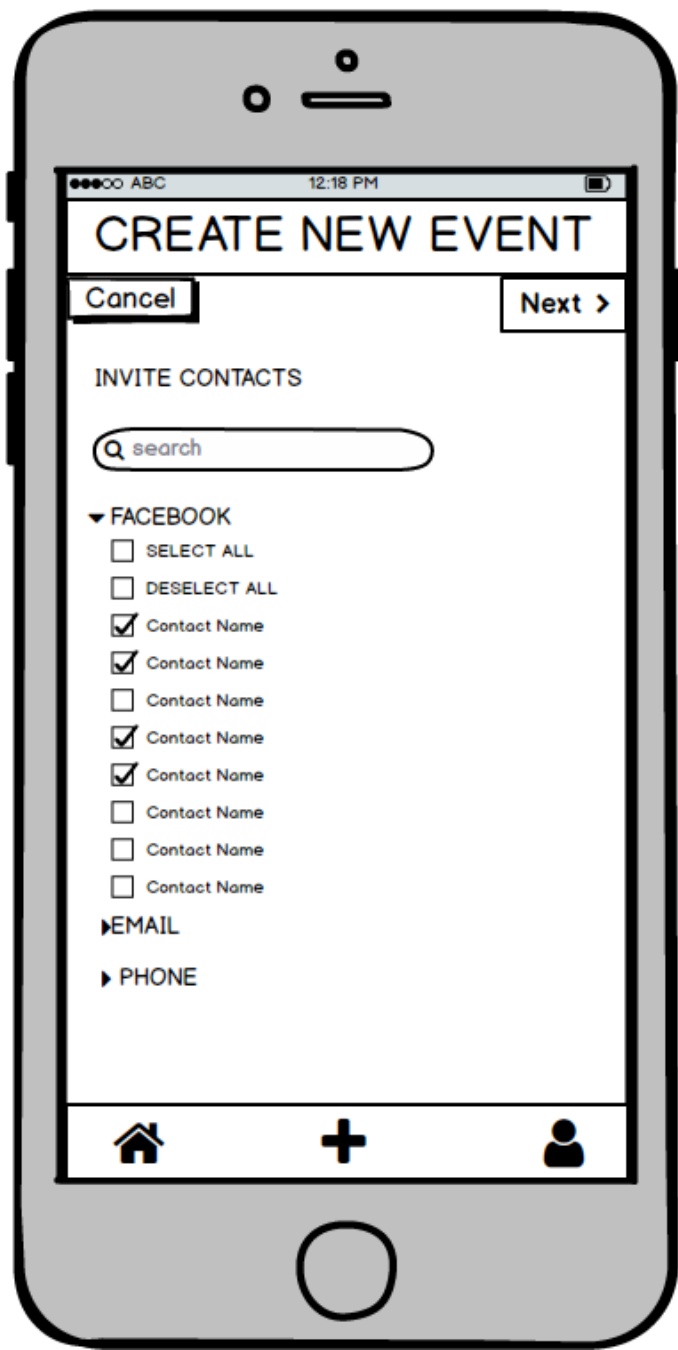 ABC 12:18 PM
CREATE NEW EVENT
Cancel Next >
INVITE CONTACTS
search
FACEBOOK
SELECT ALL
DESELECT ALL
Contact Name
Contact Name
Contact Name
Contact Name
Contact Name
Contact Name
Contact Name
Contact Name
EMAIL
PHONE